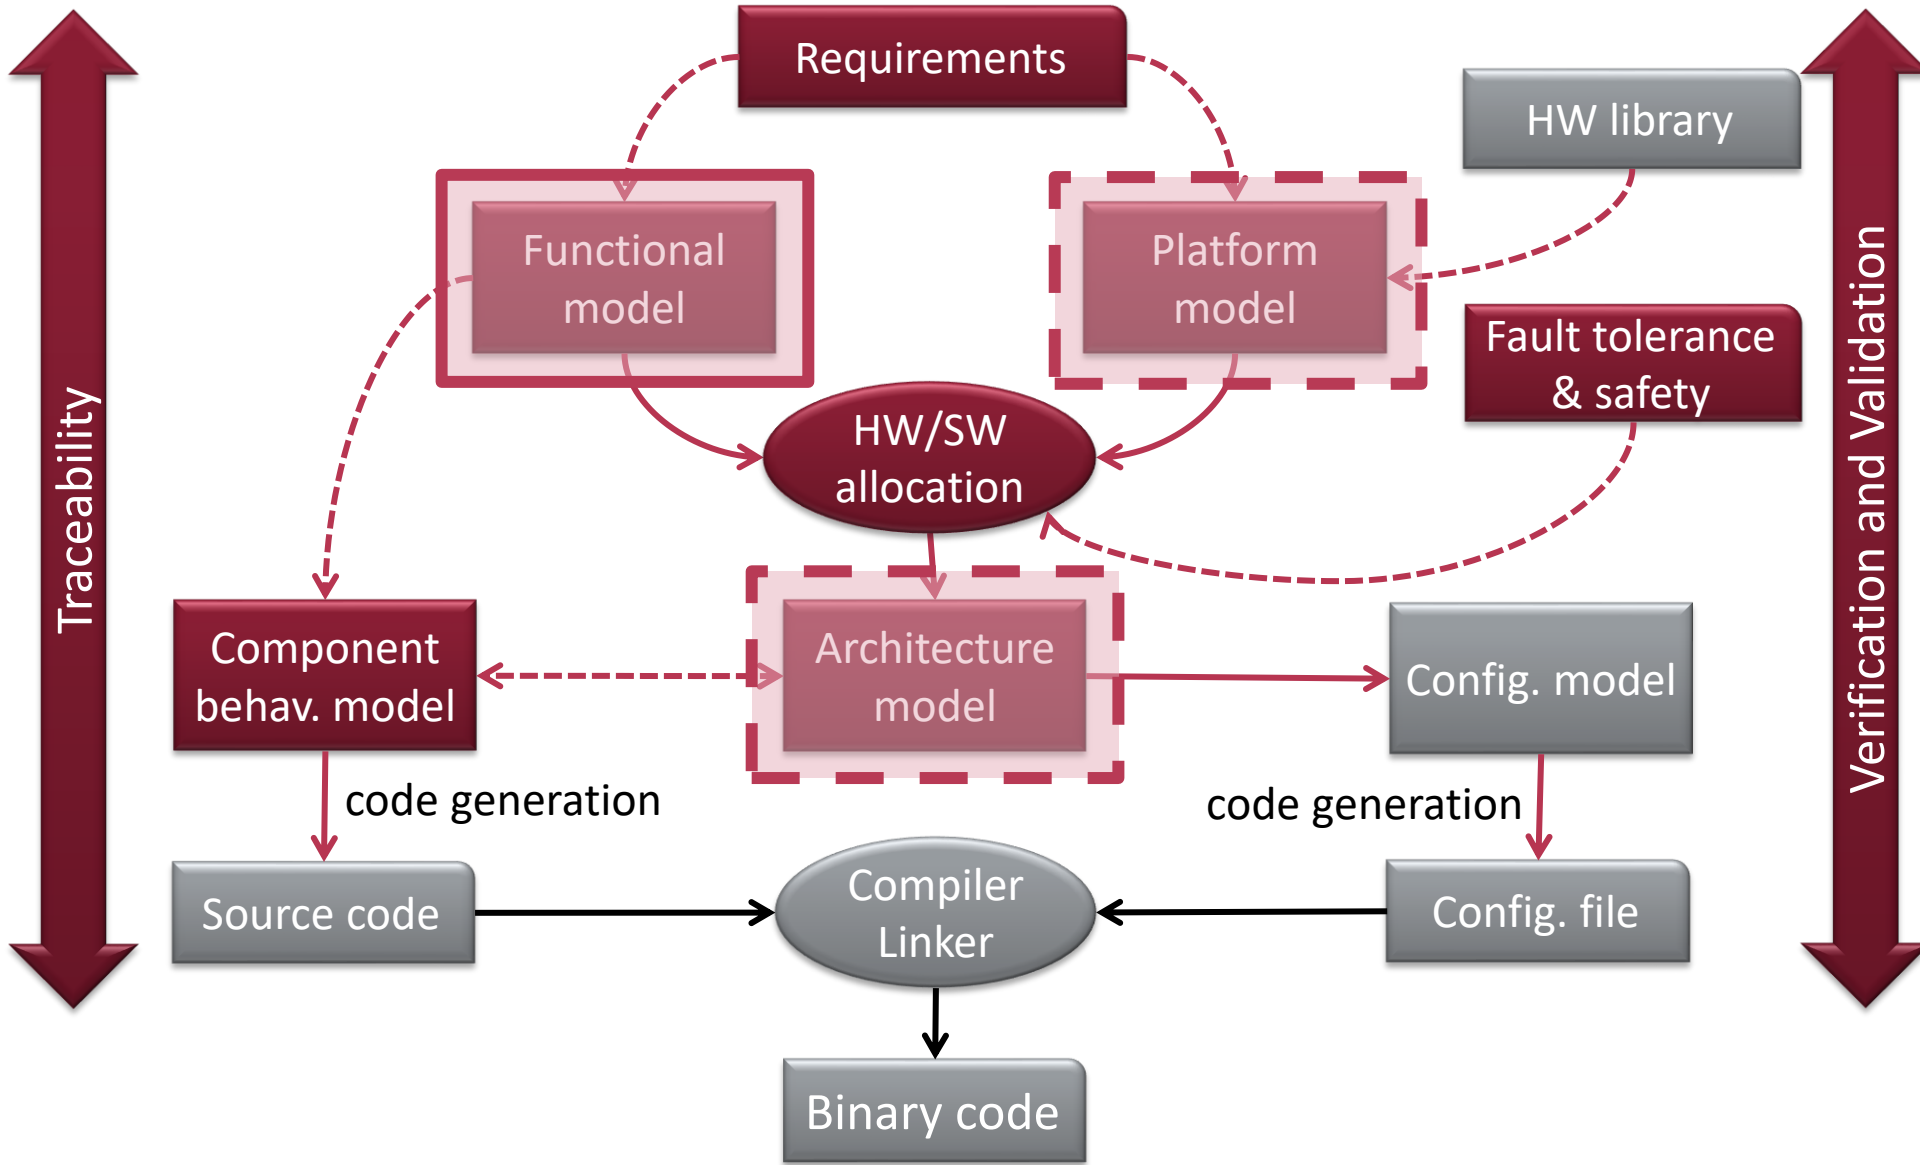 Requirements
HW library
Functional
model
Platform
model
Fault tolerance
& safety
HW/SW
allocation
Traceability
Verification and Validation
Component
behav. model
Architecture
model
Config. model
code generation
code generation
Source code
Compiler
Linker
Config. file
Binary code